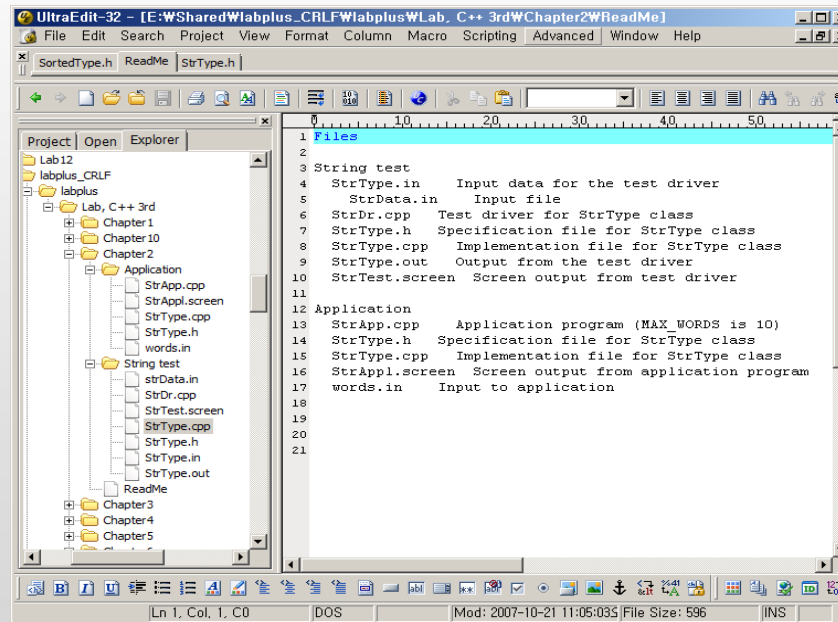 UltraEdit-32 - [E:₩Shared₩labplus_CRLF₩labplus₩Lab, C++ 3rd₩Chapter2₩ReadMe]
File Edit Search Project View Format Column Macro Scripting Advanced Window Help
SortedType.h ReadMe StrType.h
Project Open Explorer
Lab12
labplus_CRLF
labplus
Lab, C++ 3rd
Chapter1
Chapter10
Chapter2
Application
StrApp.cpp
StrAppl.screen
StrType.cpp
StrType.h
words.in
String test
strData.in
StrDr.cpp
StrTest.screen
StrType.cpp
StrType.h
StrType.in
StrType.out
ReadMe
Chapter3
Chapter4
Chapter5
0 10 20 30 40 50
1 Files
2
3 String test
4 StrType.in Input data for the test driver
5 StrData.in Input file
6 StrDr.cpp Test driver for StrType class
7 StrType.h Specification file for StrType class
8 StrType.cpp Implementation file for StrType class
9 StrType.out Output from the test driver
10 StrTest.screen Screen output from test driver
11
12 Application
13 StrApp.cpp Application program (MAX_WORDS is 10)
14 StrType.h Specification file for StrType class
15 StrType.cpp Implementation file for StrType class
16 StrAppl.screen Screen output from application program
17 words.in Input to application
18
19
20
21
Ln 1, Col, 1, C0 DOS Mod: 2007-10-21 11:05:03 File Size: 596 INS